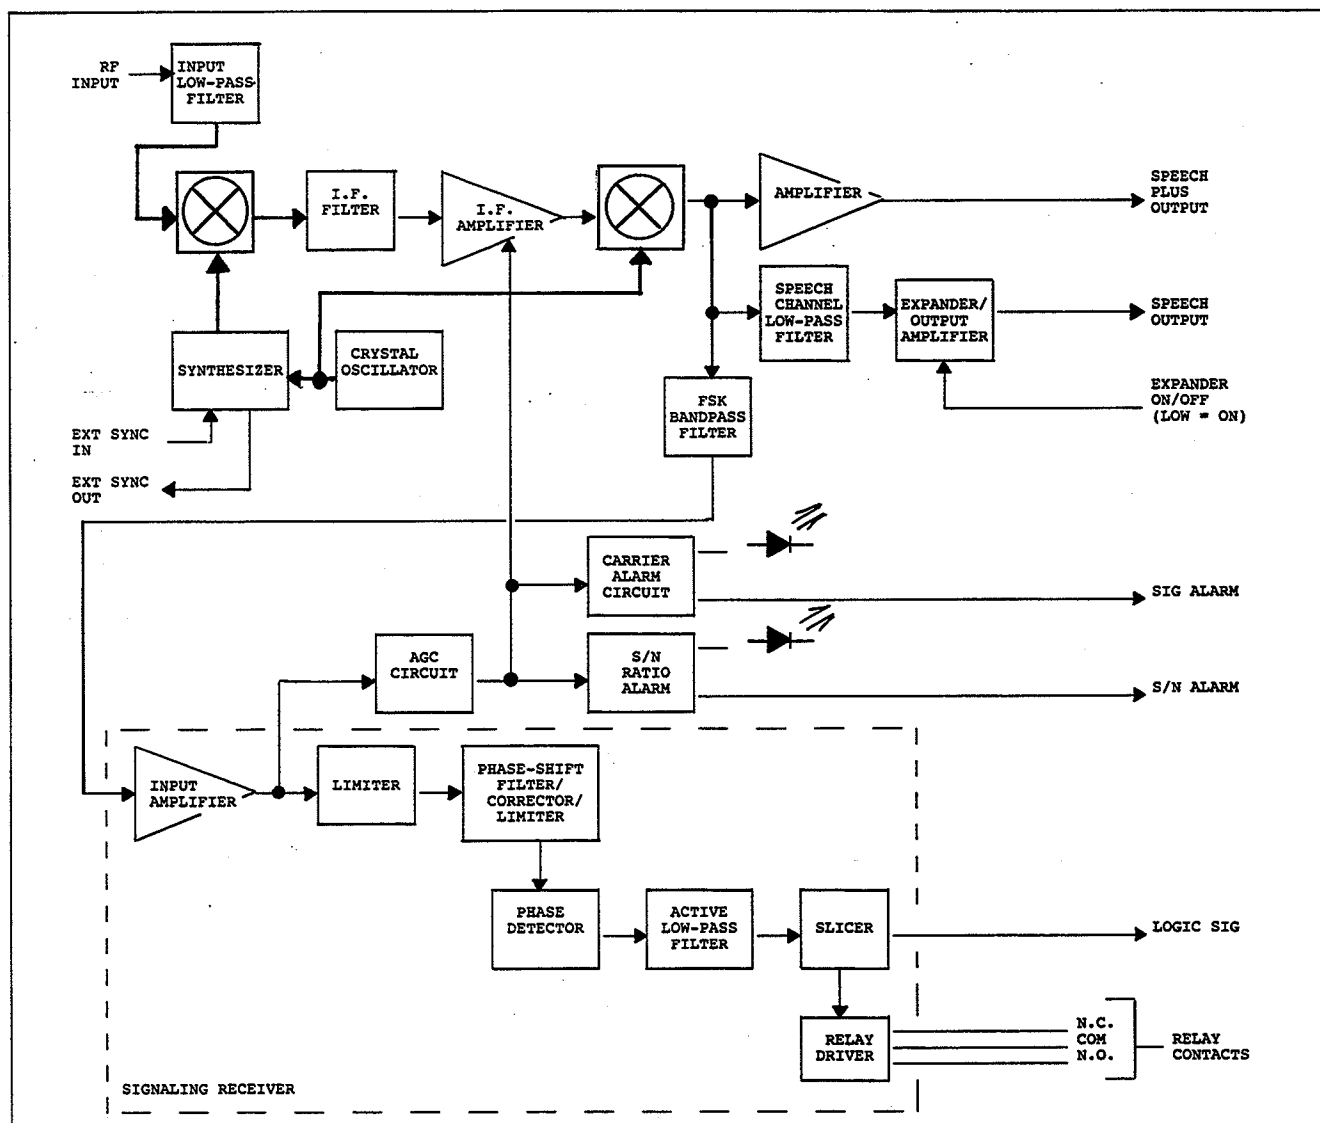 RF
INPUT
INPUT
LOW-PASS
FILTER
I.F.
FILTER
I.F.
AMPLIFIER
AMPLIFIER
SPEECH
PLUS
OUTPUT
SYNTHESIZER
CRYSTAL
OSCILLATOR
SPEECH
CHANNEL
LOW-PASS
FILTER
EXPANDER/
OUTPUT
AMPLIFIER
SPEECH
OUTPUT
EXT SYNC
IN
EXT SYNC
OUT
FSK
BANDPASS
FILTER
EXPANDER
ON/OFF
(LOW = ON)
CARRIER
ALARM
CIRCUIT
SIG ALARM
AGC
CIRCUIT
S/N
RATIO
ALARM
S/N ALARM
INPUT
AMPLIFIER
LIMITER
PHASE-SHIFT
FILTER/
CORRECTOR/
LIMITER
PHASE
DETECTOR
ACTIVE
LOW-PASS
FILTER
SLICER
LOGIC SIG
RELAY
DRIVER
N.C.
COM
N.O.
RELAY
CONTACTS
SIGNALING RECEIVER